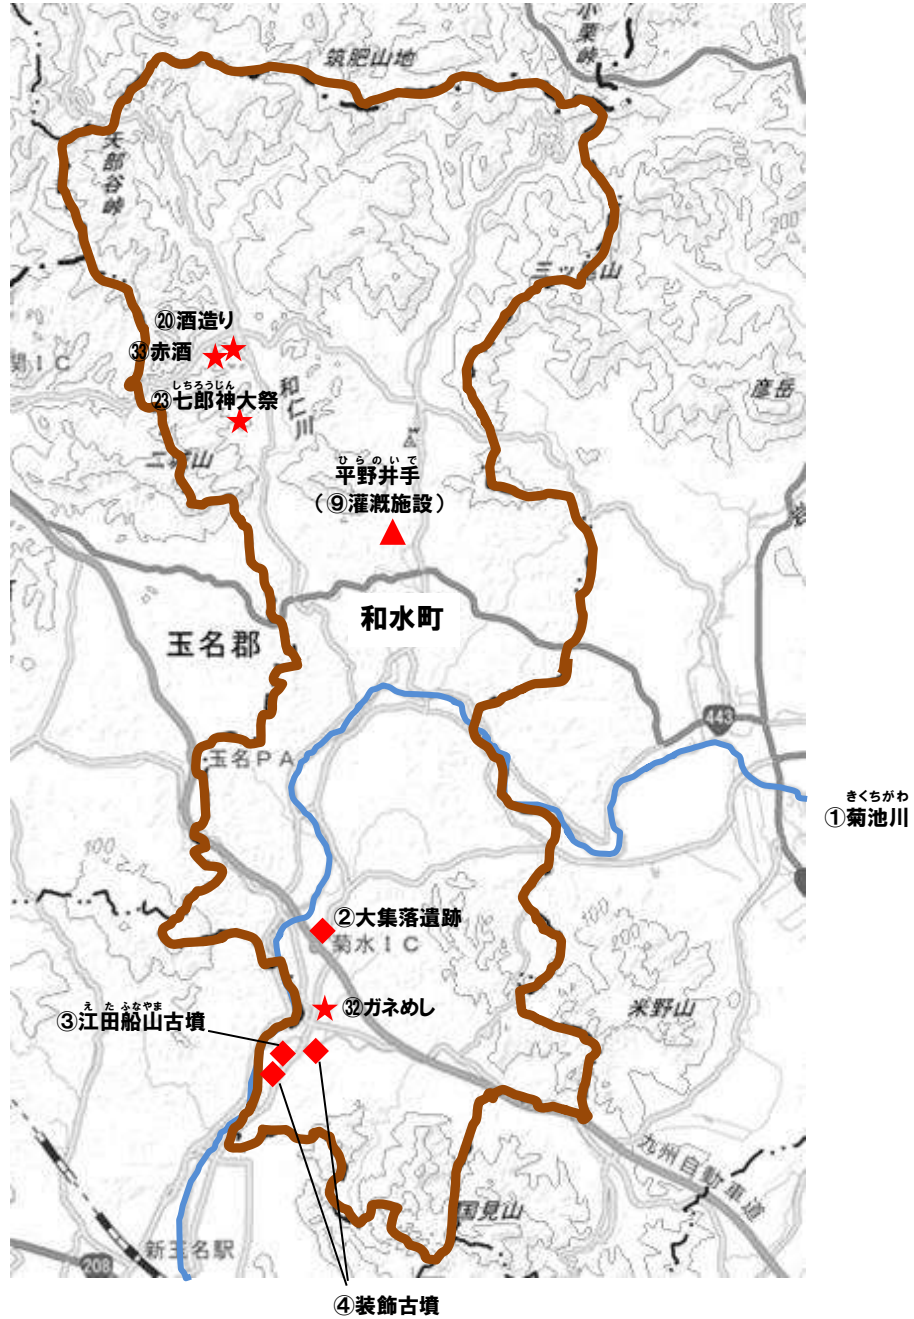 筑肥山地
小栗峠
矢部谷峠
三ッ尾山
200
⑳酒造り
㉝赤酒
関IC
しちろうじん
㉓七郎神大祭
和仁川
彦岳
ひらのいで
平野井手
(⑨灌漑施設)
和水町
玉名郡
443
玉名PA
きくちがわ
①菊池川
100
②大集落遺跡
菊水IC
200
㉜ガネめし
米野山
えたふなやま
③江田船山古墳
九州自動車道
国見山
新玉名駅
208
④装飾古墳